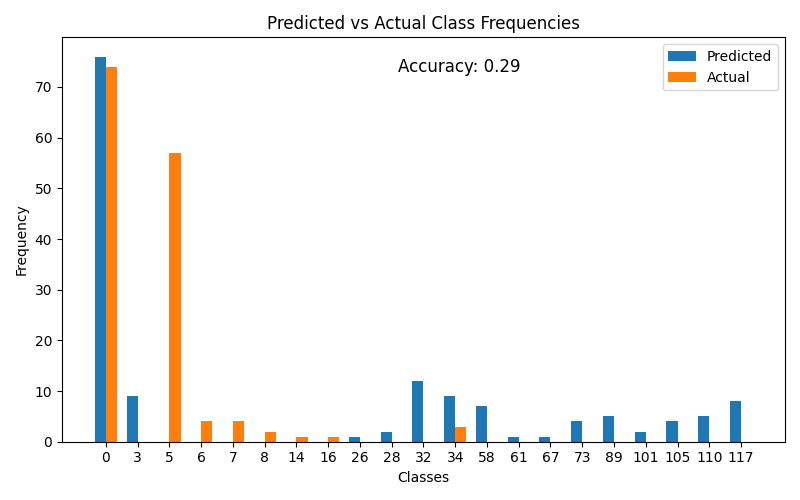 Predicted vs Actual Class Frequencies
Accuracy: 0.29
Predicted
Actual
Frequency
70
60
50
40
30
20
10
0
0 3 5 6 7 8 14 16 26 28 32 34 58 61 67 73 89 101 105 110 117
Classes